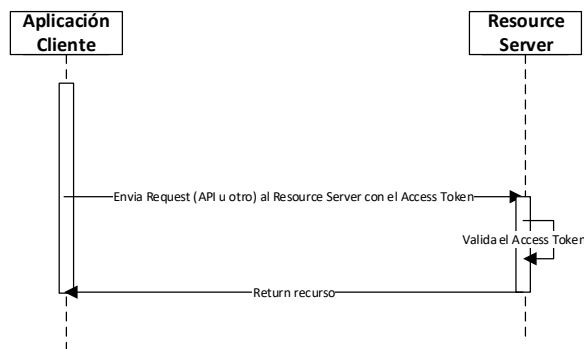 Aplicación
Cliente
Resource
Server
Envia Request (API u otro) al Resource Server con el Access Token
Valida el Access Token
Return recurso